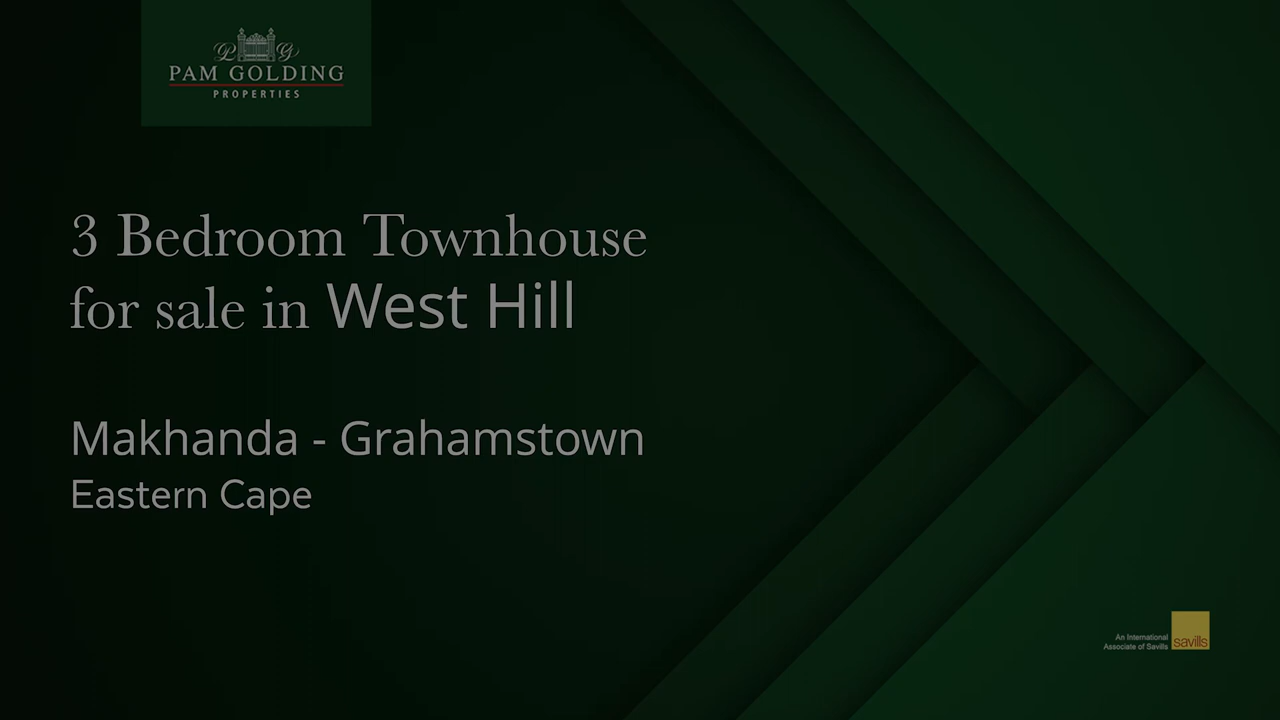 P G
PAM GOLDING
PROPERTIES
3 Bedroom Townhouse
for sale in West Hill
Makhanda - Grahamstown
Eastern Cape
An International
Associate of Savills
savills